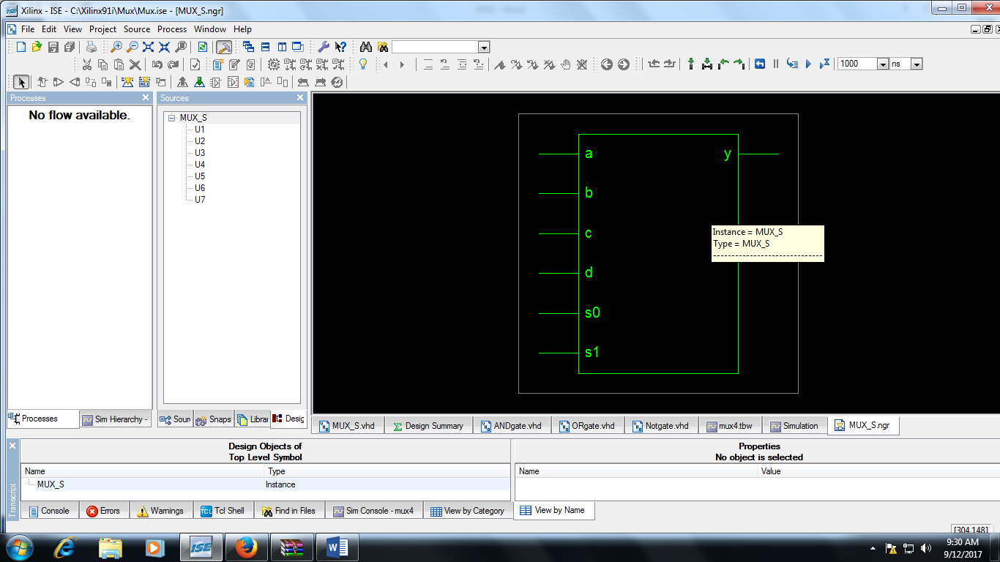 Xilinx - ISE - C:\Xilinx91i\Mux\Mux.ise - [MUX_S.ngr]
File Edit View Project Source Process Window Help
1000 ns
Processes
No flow available.
Sources
MUX_S
U1
U2
U3
U4
U5
U6
U7
a
b
c
d
s0
s1
y
Instance = MUX_S
Type = MUX_S
--------------------------------
Processes Sim Hierarchy -
Sour Snaps Librar Desig
MUX_S.vhd Design Summary ANDgate.vhd ORgate.vhd Notgate.vhd mux4.tbw Simulation MUX_S.ngr
Transcript
Design Objects of
Top Level Symbol
Name Type
MUX_S Instance
Properties
No object is selected
Name Value
Console Errors Warnings TCL Tcl Shell Find in Files Sim Console - mux4 View by Category View by Name
[304,148]
ISE
W
9:30 AM
9/12/2017